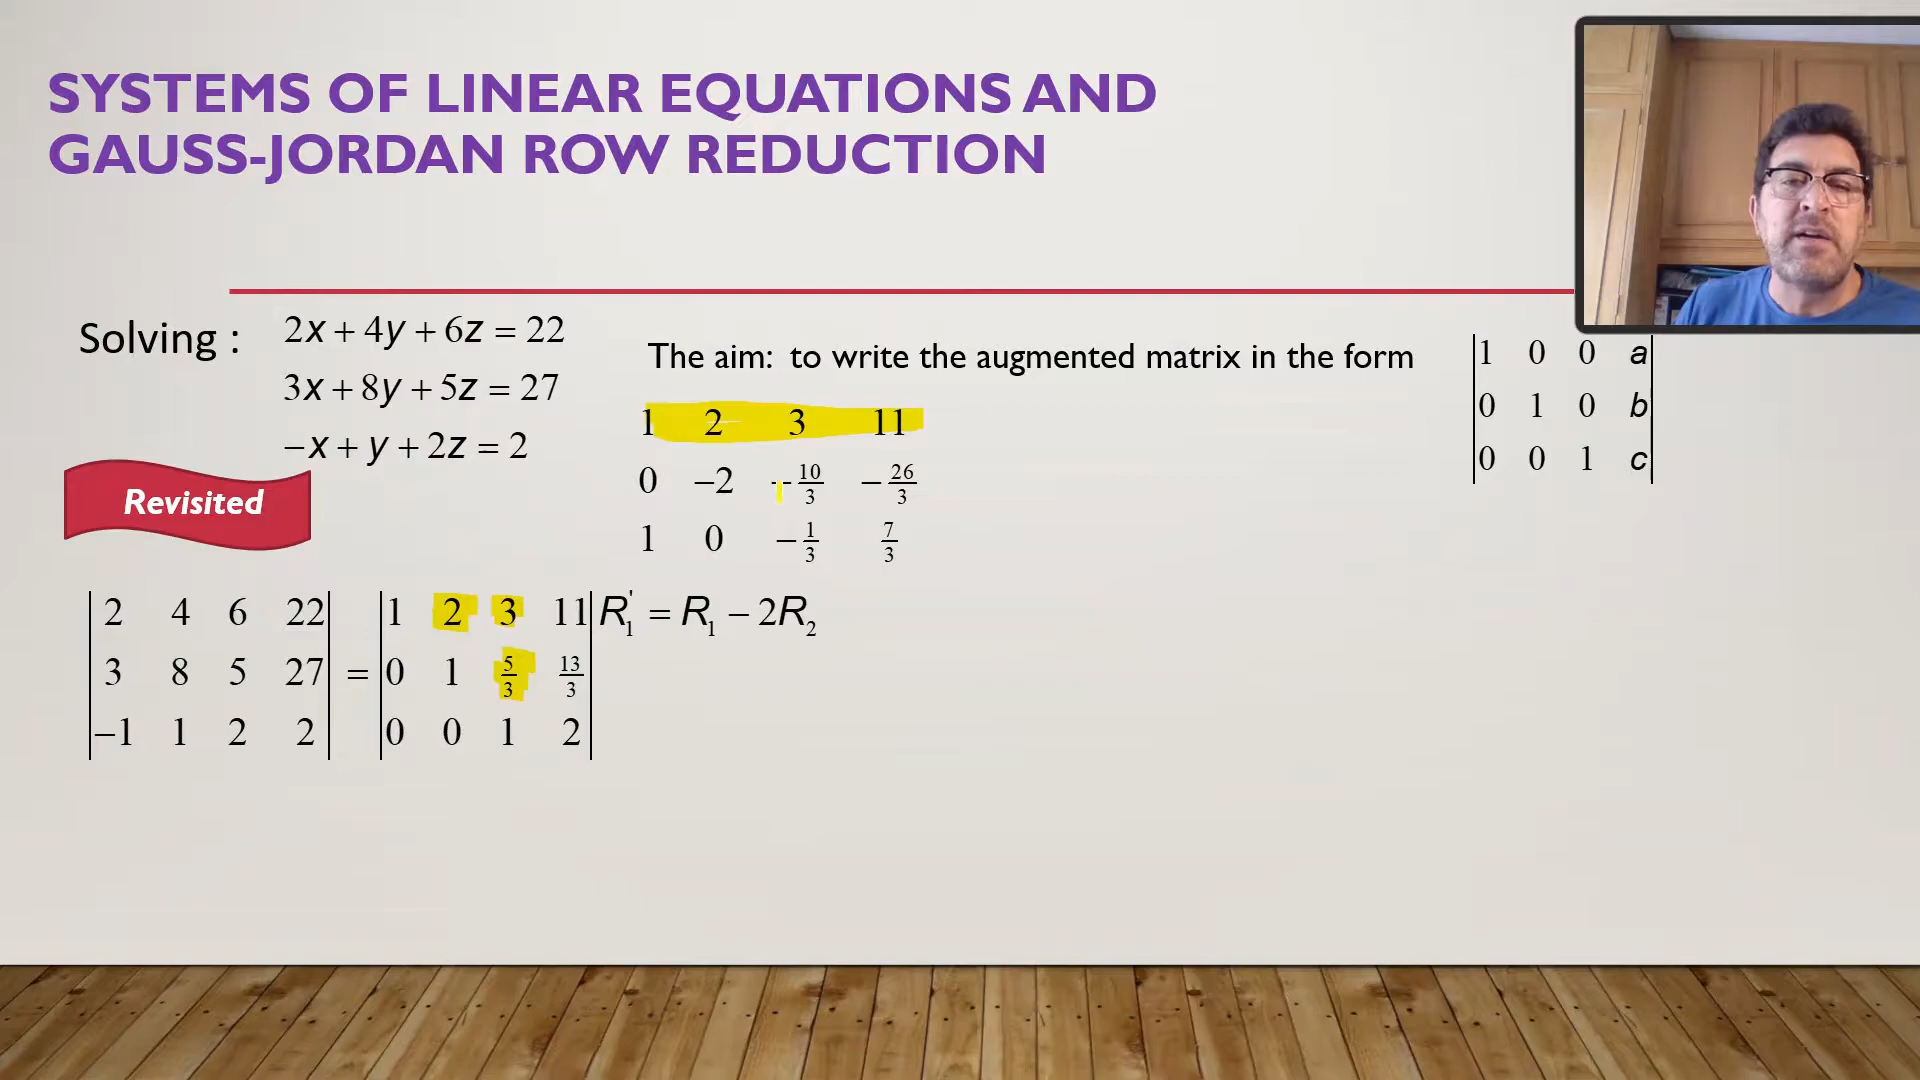 SYSTEMS OF LINEAR EQUATIONS AND
GAUSS-JORDAN ROW REDUCTION
Solving :
2x + 4y + 6z = 22
3x + 8y + 5z = 27
−x + y + 2z = 2
Revisited
The aim: to write the augmented matrix in the form
1 0 0 a
0 1 0 b
0 0 1 c
1 2 3 11
0 −2 −10/3 −26/3
1 0 −1/3 7/3
|2 4 6 22| |1 2 3 11| R₁' = R₁ − 2R₂
|3 8 5 27| = |0 1 5/3 13/3|
|−1 1 2 2| |0 0 1 2|